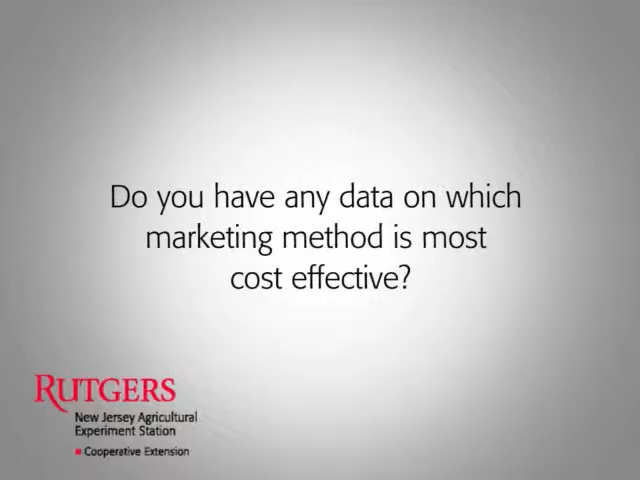 Do you have any data on which
marketing method is most
cost effective?
RUTGERS
New Jersey Agricultural
Experiment Station
Cooperative Extension